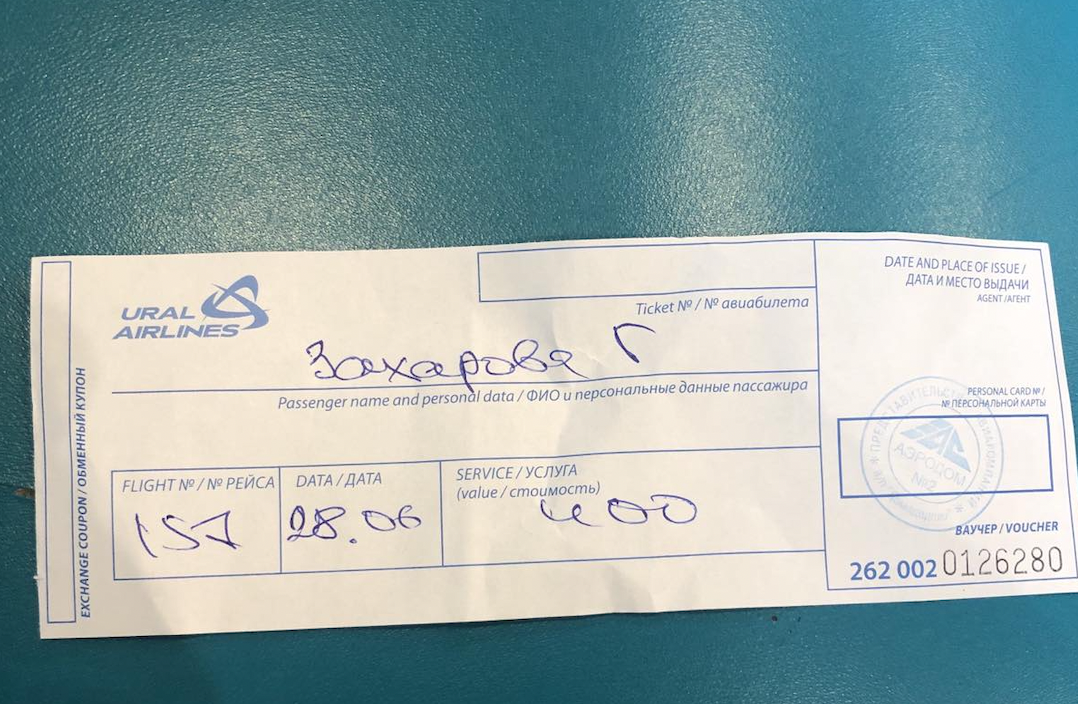 EXCHANGE COUPON / ОБМЕННЫЙ КУПОН
URAL
AIRLINES
Ticket № / № авиабилета
Захарова Г
Passenger name and personal data / ФИО и персональные данные пассажира
FLIGHT № / № РЕЙСА
157
DATA / ДАТА
28.06
SERVICE / УСЛУГА
(value / стоимость)
400
DATE AND PLACE OF ISSUE /
ДАТА И МЕСТО ВЫДАЧИ
AGENT / АГЕНТ
PERSONAL CARD № /
№ ПЕРСОНАЛЬНОЙ КАРТЫ
АЭРОДОМ
№2
ВАУЧЕР / VOUCHER
262 002 0126280